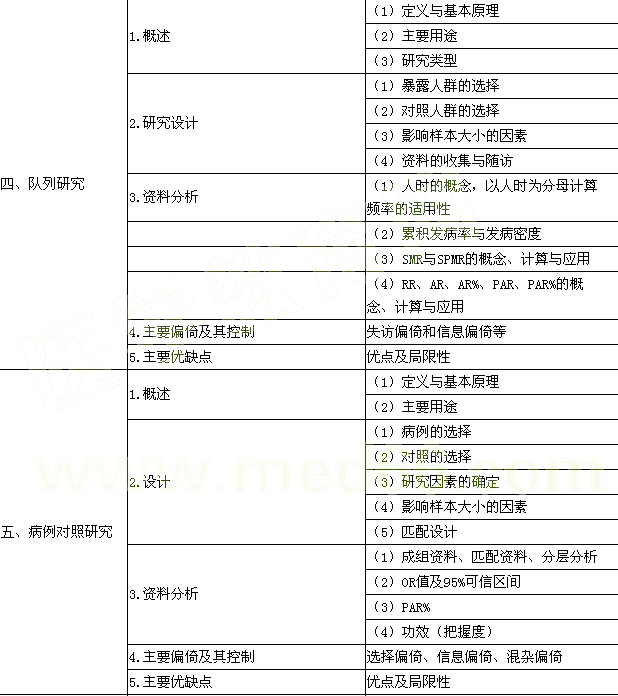 四、队列研究
1.概述
（1）定义与基本原理
（2）主要用途
（3）研究类型
2.研究设计
（1）暴露人群的选择
（2）对照人群的选择
（3）影响样本大小的因素
（4）资料的收集与随访
3.资料分析
（1）人时的概念，以人时为分母计算
频率的适用性
（2）累积发病率与发病密度
（3）SMR与SPMR的概念、计算与应用
（4）RR、AR、AR%、PAR、PAR%的概
念、计算与应用
4.主要偏倚及其控制
失访偏倚和信息偏倚等
5.主要优缺点
优点及局限性
五、病例对照研究
1.概述
（1）定义与基本原理
（2）主要用途
2.设计
（1）病例的选择
（2）对照的选择
（3）研究因素的确定
（4）影响样本大小的因素
（5）匹配设计
3.资料分析
（1）成组资料、匹配资料、分层分析
（2）OR值及95%可信区间
（3）PAR%
（4）功效（把握度）
4.主要偏倚及其控制
选择偏倚、信息偏倚、混杂偏倚
5.主要优缺点
优点及局限性